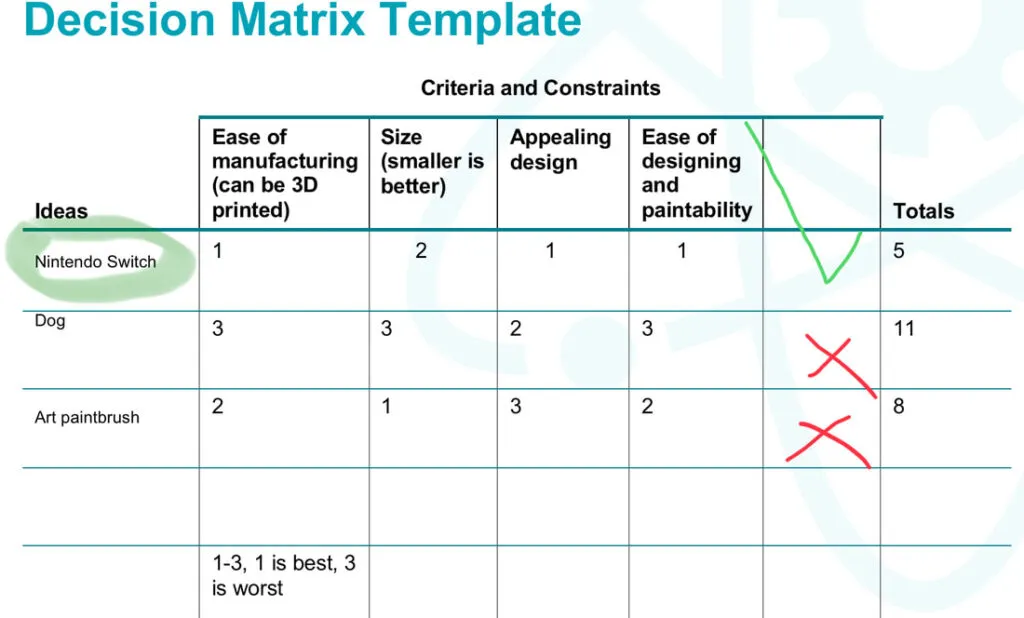 Decision Matrix Template
Criteria and Constraints
Ideas
Ease of
manufacturing
(can be 3D
printed)
Size
(smaller is
better)
Appealing
design
Ease of
designing
and
paintability
Totals
Nintendo Switch
1
2
1
1
5
Dog
3
3
2
3
11
Art paintbrush
2
1
3
2
8
1-3, 1 is best, 3
is worst